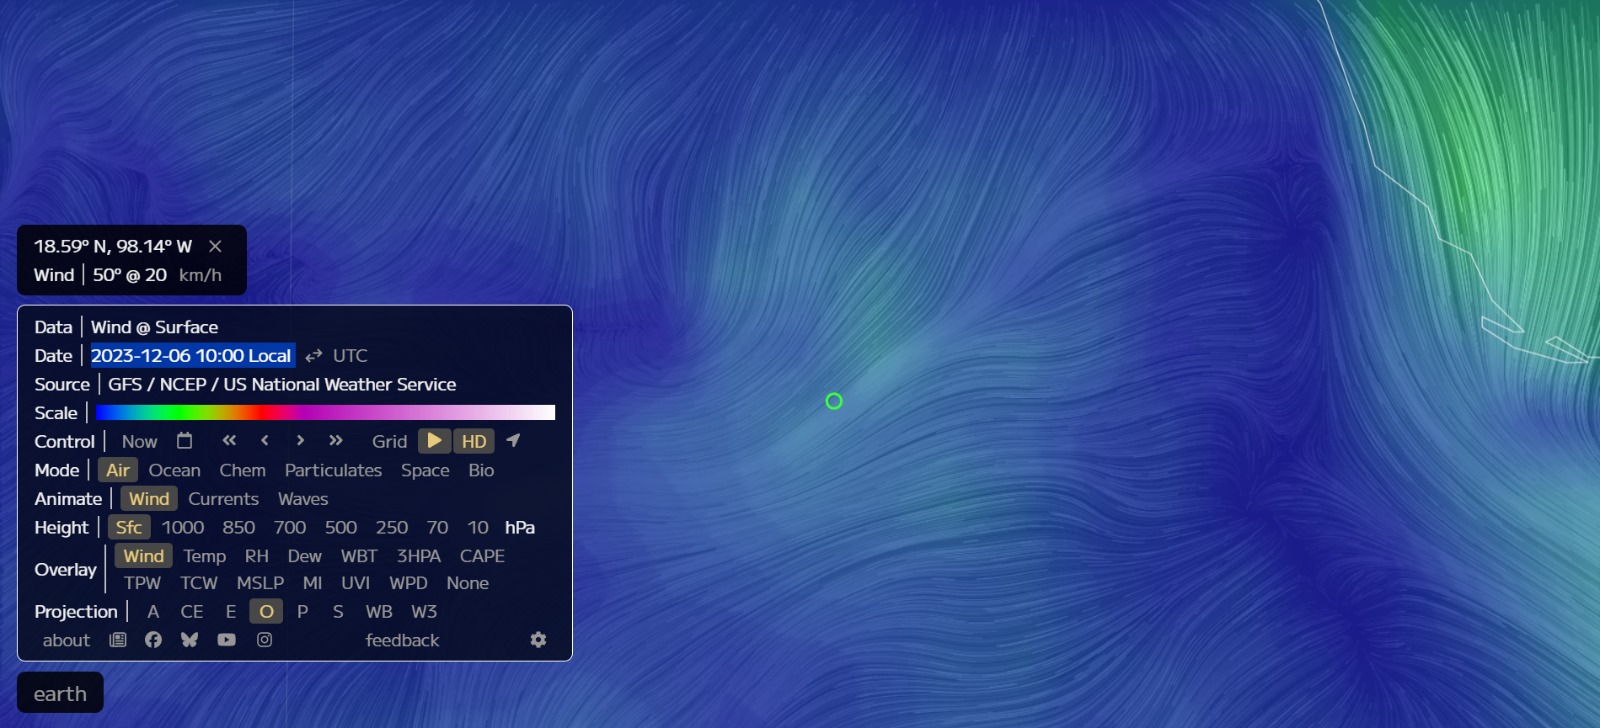 18.59° N, 98.14° W ×
Wind | 50° @ 20 km/h
Data | Wind @ Surface
Date | 2023-12-06 10:00 Local ⇄ UTC
Source | GFS / NCEP / US National Weather Service
Scale |
Control | Now « ‹ › » Grid HD
Mode | Air Ocean Chem Particulates Space Bio
Animate | Wind Currents Waves
Height | Sfc 1000 850 700 500 250 70 10 hPa
Overlay | Wind Temp RH Dew WBT 3HPA CAPE
TPW TCW MSLP MI UVI WPD None
Projection | A CE E O P S WB W3
about feedback
earth